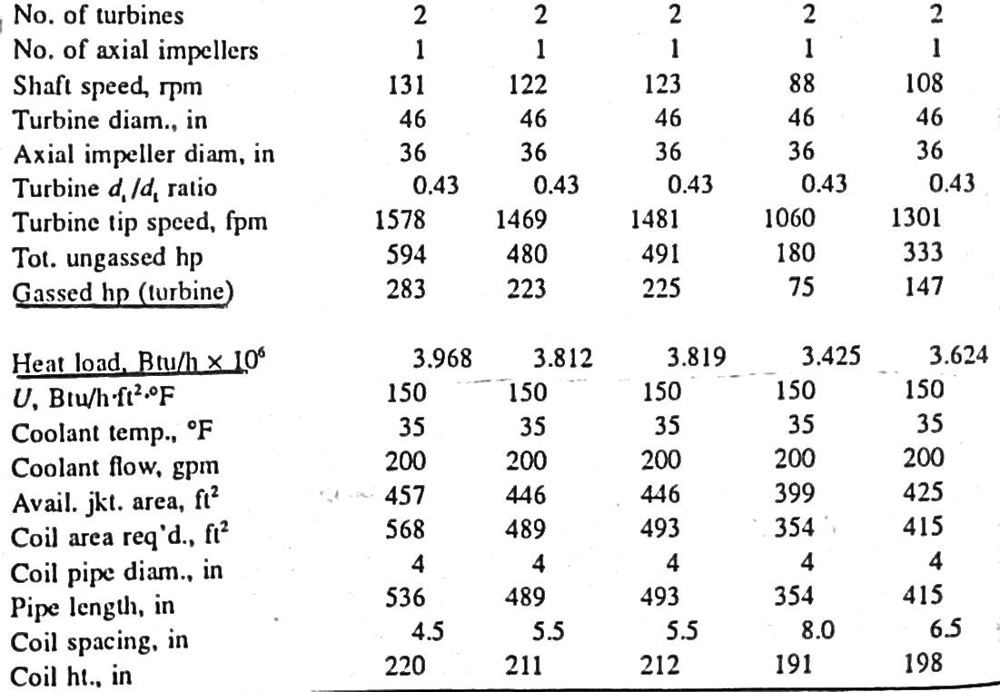 No. of turbines 2 2 2 2 2
No. of axial impellers 1 1 1 1 1
Shaft speed, rpm 131 122 123 88 108
Turbine diam., in 46 46 46 46 46
Axial impeller diam, in 36 36 36 36 36
Turbine dₜ/dₜ ratio 0.43 0.43 0.43 0.43 0.43
Turbine tip speed, fpm 1578 1469 1481 1060 1301
Tot. ungassed hp 594 480 491 180 333
Gassed hp (turbine) 283 223 225 75 147
Heat load, Btu/h × 10⁶ 3.968 3.812 3.819 3.425 3.624
U, Btu/h·ft²·°F 150 150 150 150 150
Coolant temp., °F 35 35 35 35 35
Coolant flow, gpm 200 200 200 200 200
Avail. jkt. area, ft² 457 446 446 399 425
Coil area req'd., ft² 568 489 493 354 415
Coil pipe diam., in 4 4 4 4 4
Pipe length, in 536 489 493 354 415
Coil spacing, in 4.5 5.5 5.5 8.0 6.5
Coil ht., in 220 211 212 191 198